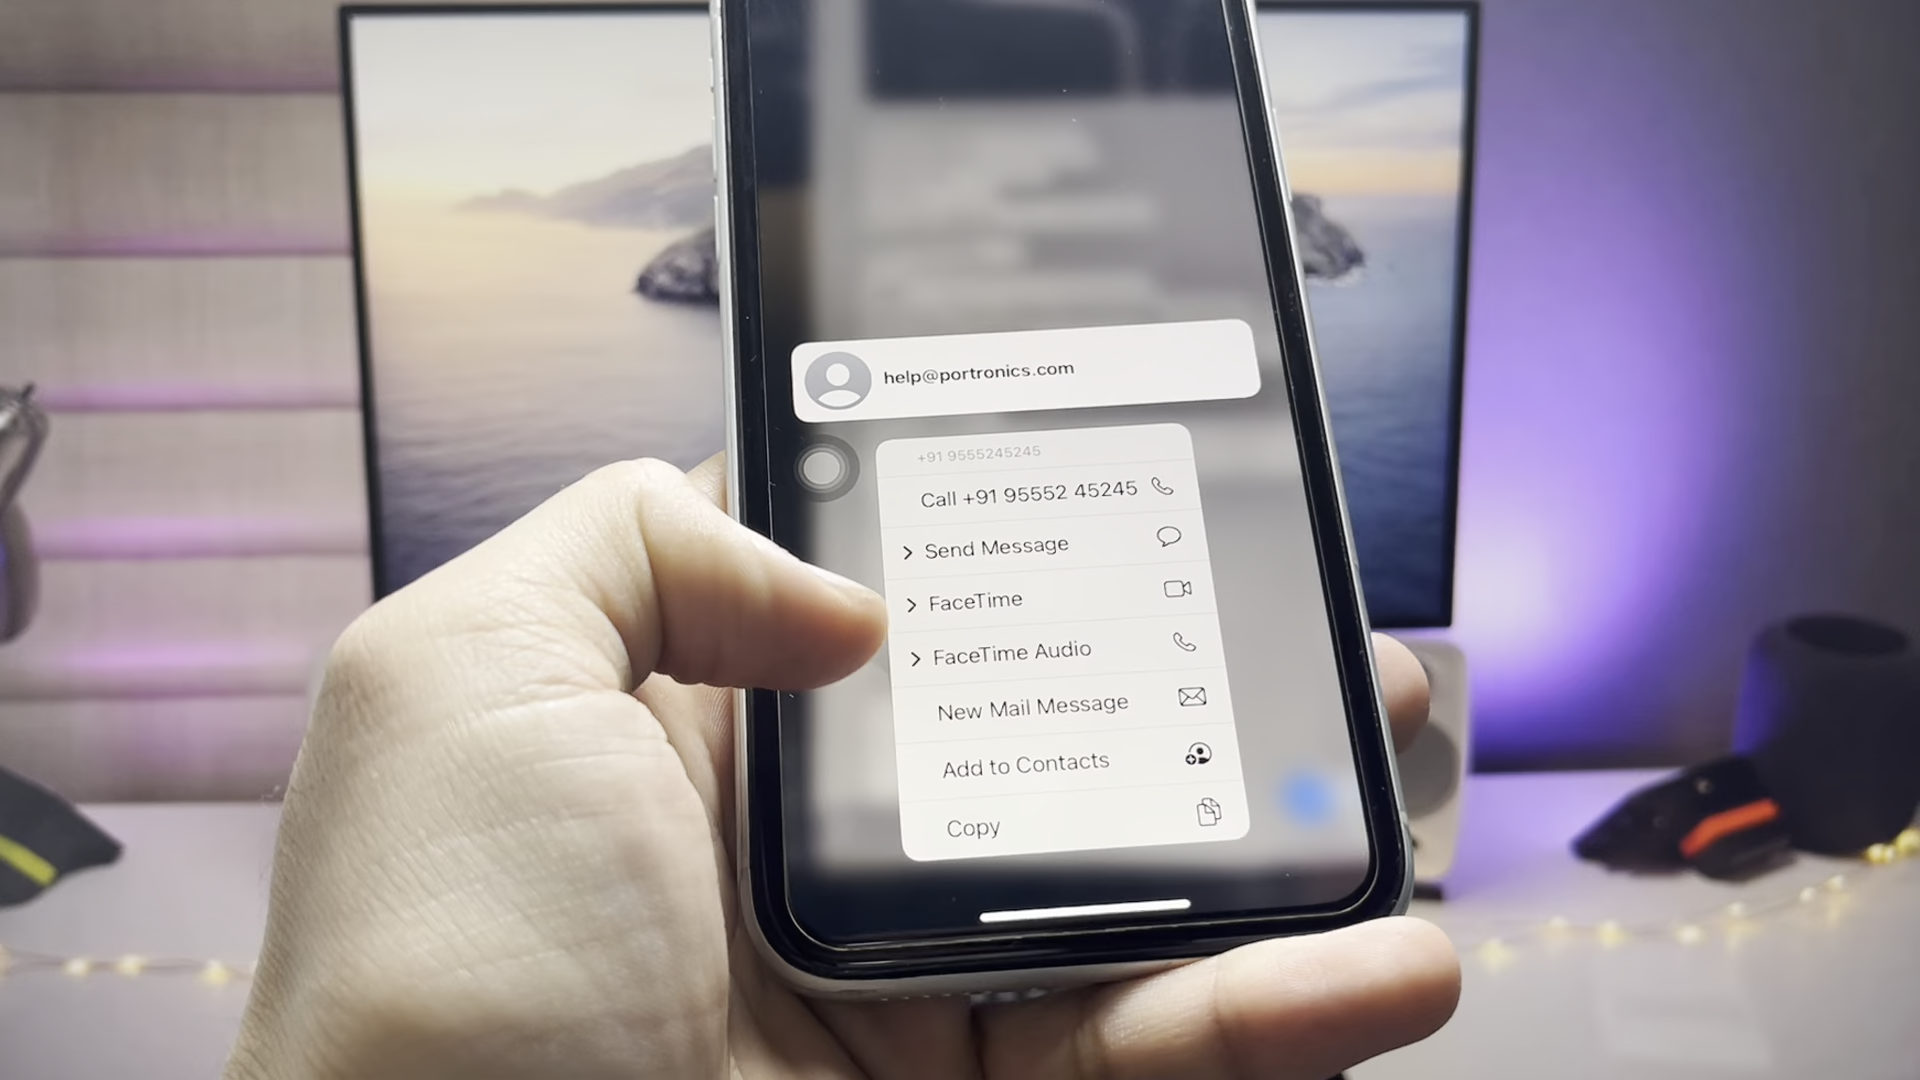 help@portronics.com
+91 9555245245
Call +91 95552 45245
Send Message
FaceTime
FaceTime Audio
New Mail Message
Add to Contacts
Copy